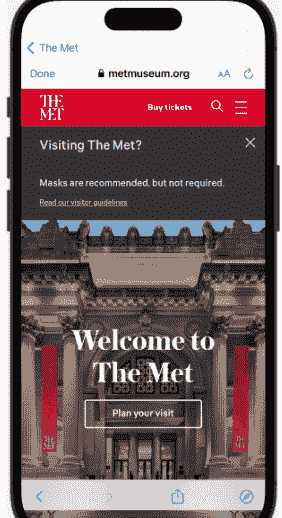 The Met
Done
metmuseum.org
AA
THE
MET
Buy tickets
Visiting The Met?
Masks are recommended, but not required.
Read our visitor guidelines
Welcome to
The Met
Plan your visit